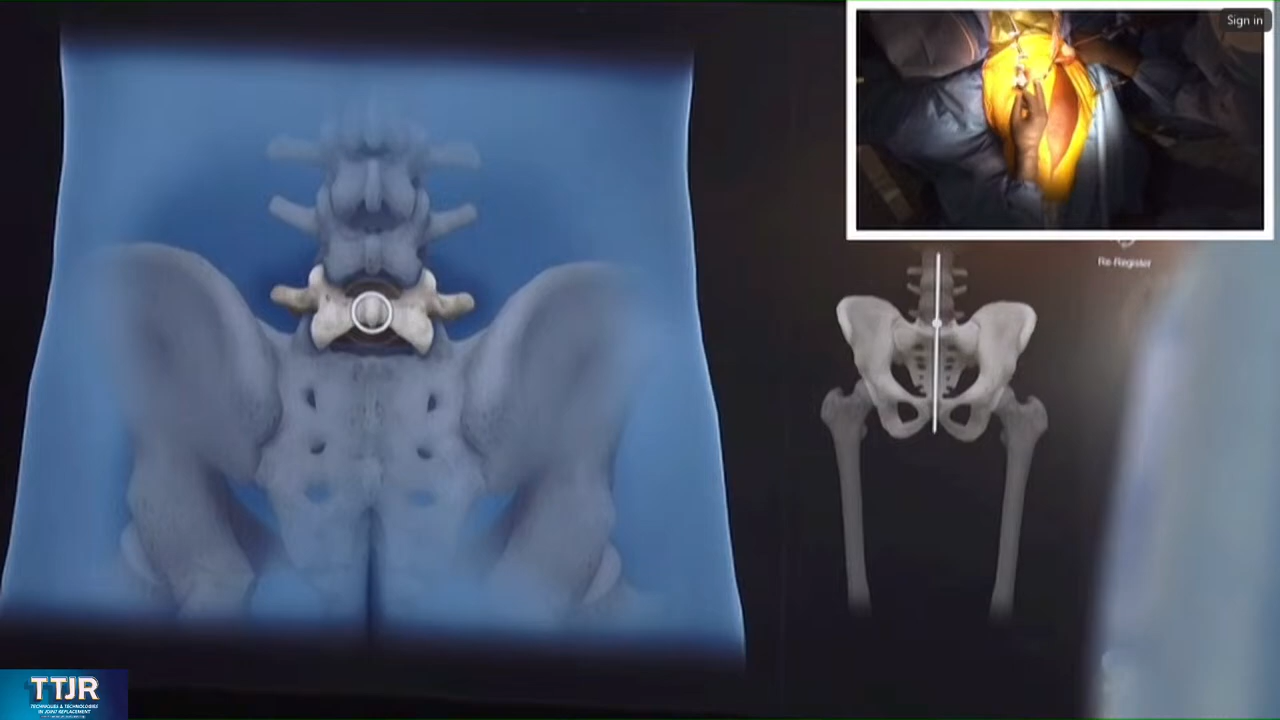 Sign in
Re-Register
TTJR
TECHNIQUES & TECHNOLOGIES
IN JOINT REPLACEMENT